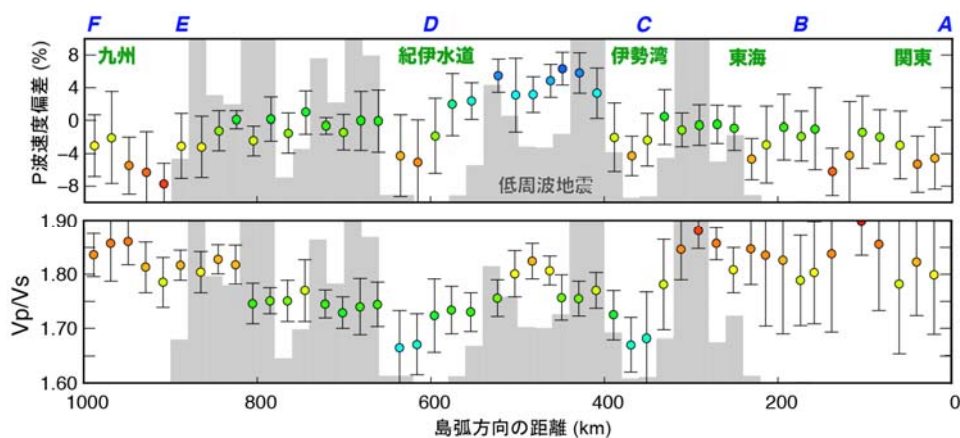 F E D C B A
九州 紀伊水道 伊勢湾 東海 関東
P波速度偏差 (%)
8
4
0
−4
−8
低周波地震
Vp/Vs
1.90
1.80
1.70
1.60
1000 800 600 400 200 0
島弧方向の距離 (km)